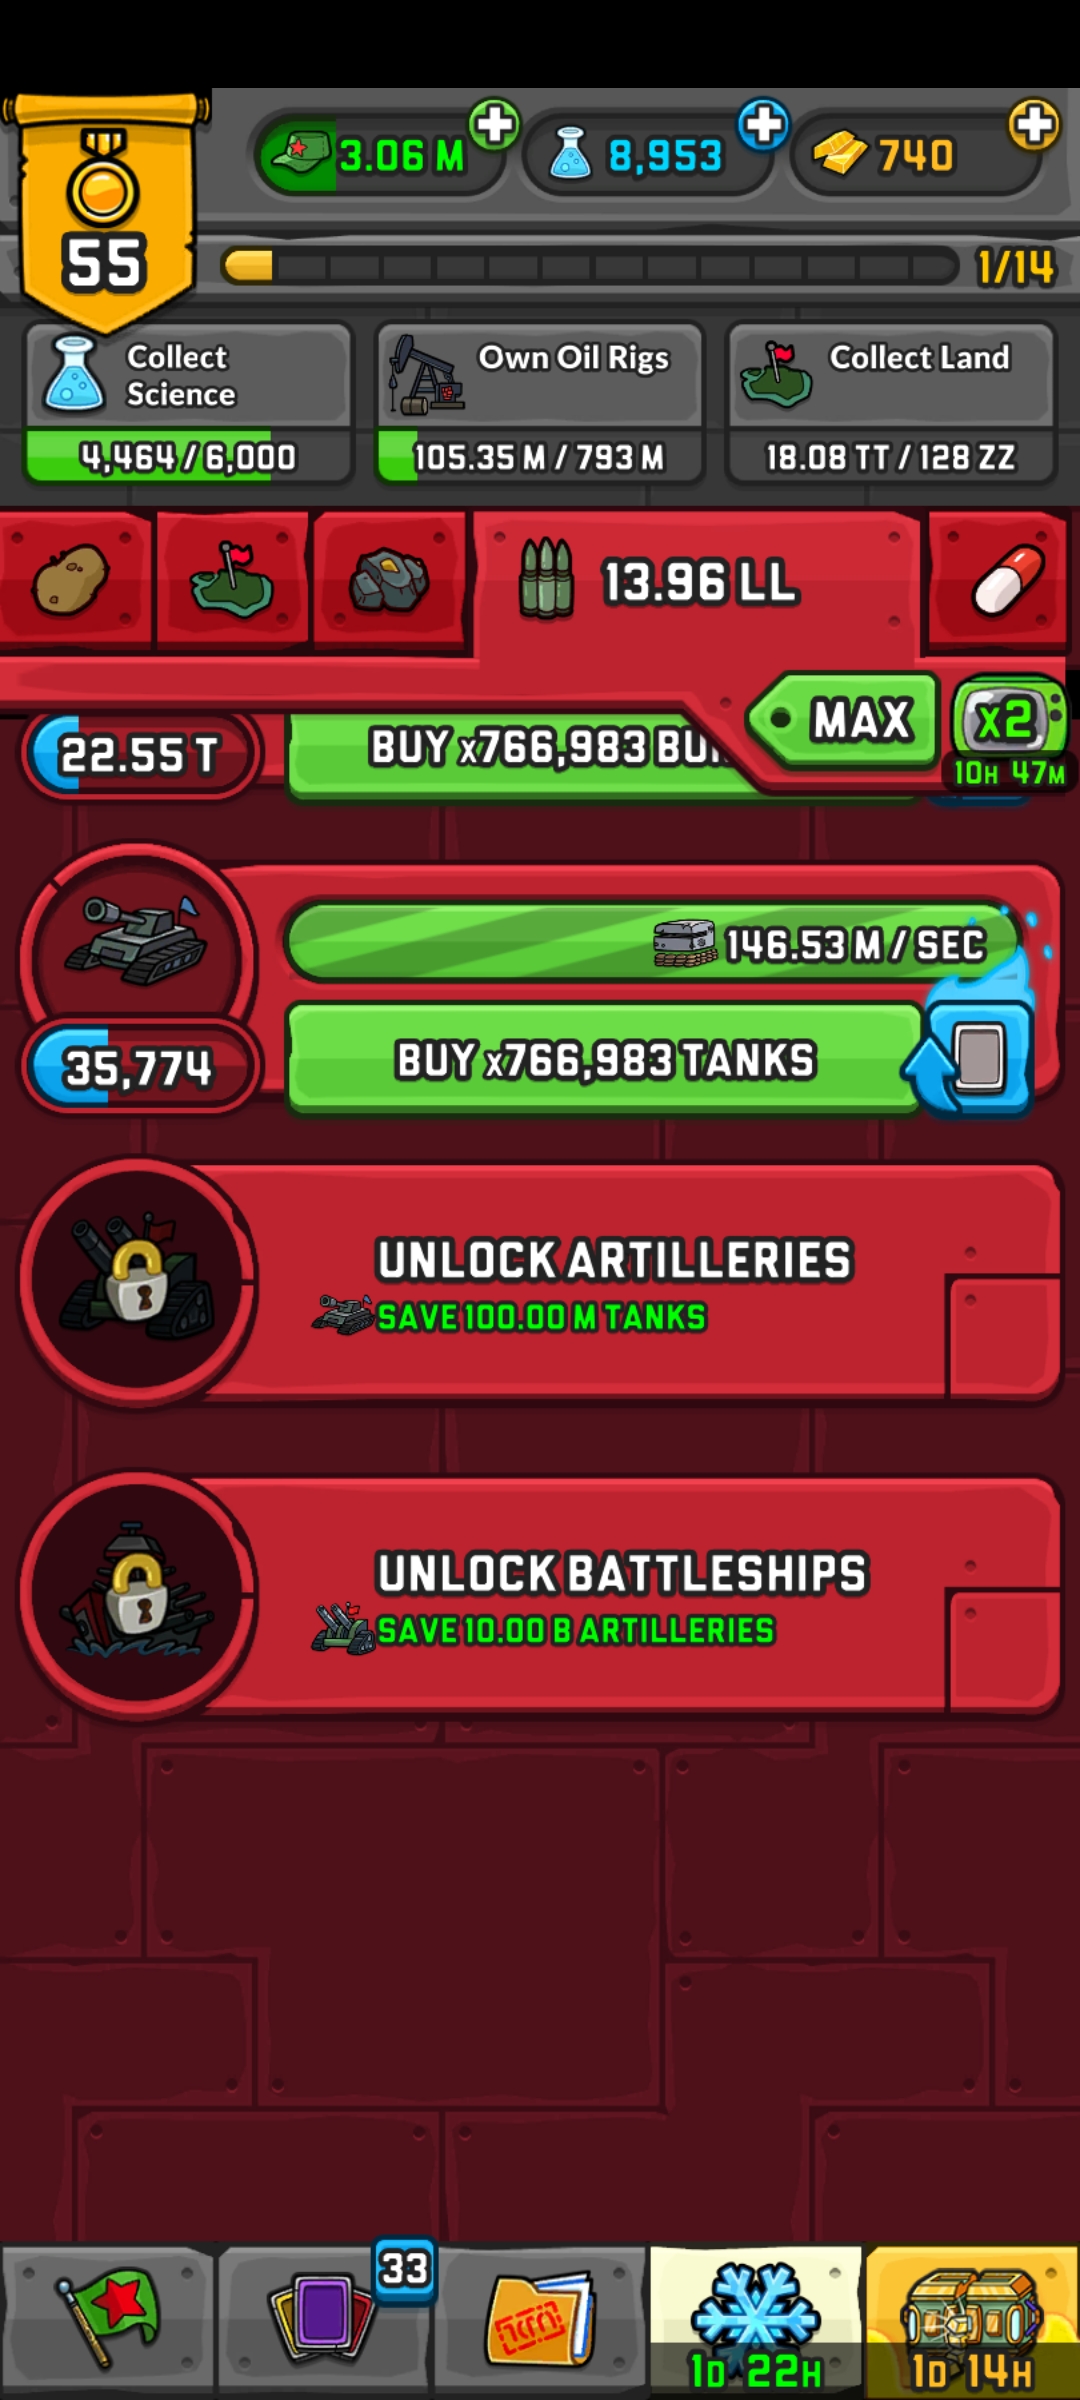 55
3.06 M
8,953
740
1/14
Collect
Science
4,464 / 6,000
Own Oil Rigs
105.35 M / 793 M
Collect Land
18.08 TT / 128 ZZ
13.96 LL
MAX
x2
10H 47M
22.55 T
BUY x766,983
146.53 M / SEC
35,774
BUY x766,983 TANKS
UNLOCK ARTILLERIES
SAVE 100.00 M TANKS
UNLOCK BATTLESHIPS
SAVE 10.00 B ARTILLERIES
33
1D 22H
1D 14H